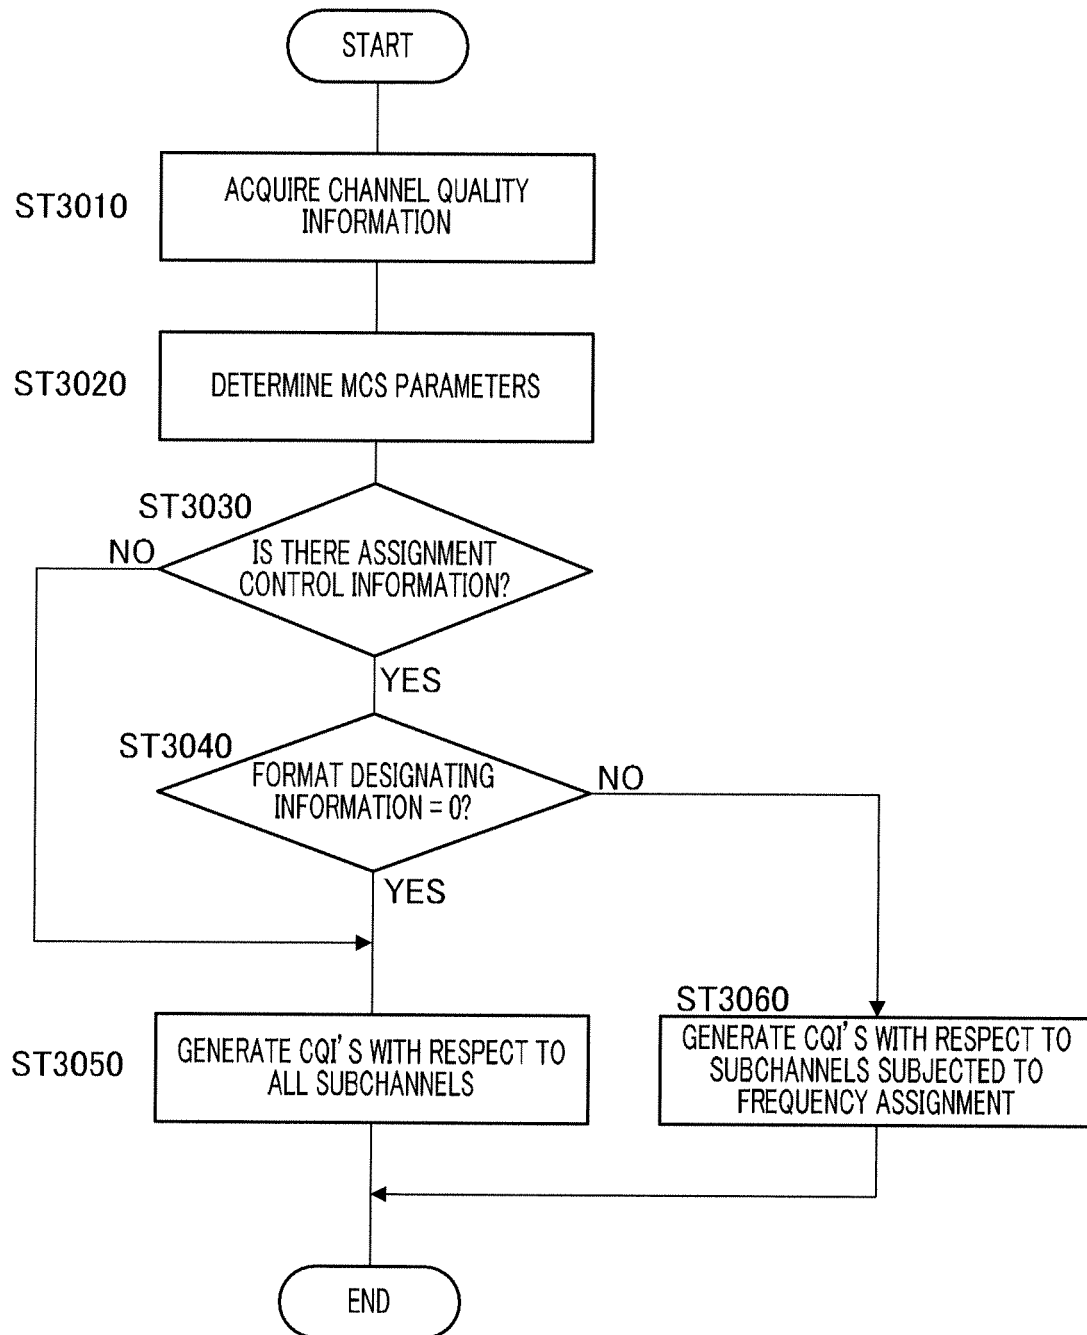 START
ST3010
ACQUIRE CHANNEL QUALITY
INFORMATION
ST3020
DETERMINE MCS PARAMETERS
ST3030
NO
IS THERE ASSIGNMENT
CONTROL INFORMATION?
YES
ST3040
FORMAT DESIGNATING
INFORMATION = 0?
NO
YES
ST3050
GENERATE CQI'S WITH RESPECT TO
ALL SUBCHANNELS
ST3060
GENERATE CQI'S WITH RESPECT TO
SUBCHANNELS SUBJECTED TO
FREQUENCY ASSIGNMENT
END